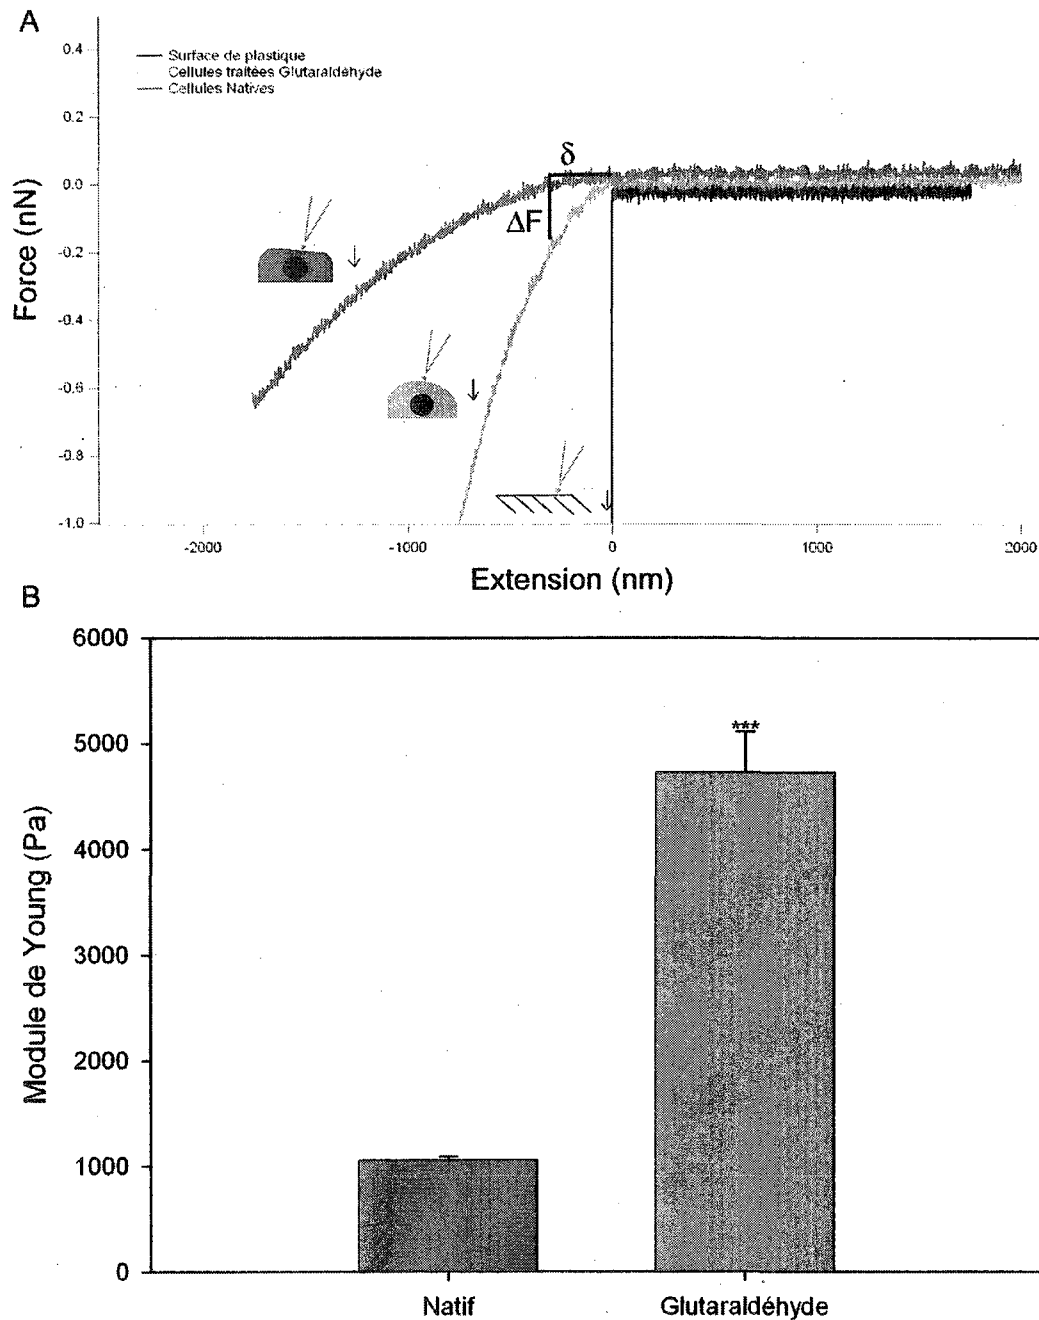 A
0.4
0.2
0.0
-0.2
-0.4
-0.6
-0.8
-1.0
Force (nN)
Surface de plastique
Cellules traitées Glutaraldéhyde
Cellules Natives
δ
ΔF
-2000
-1000
0
1000
2000
Extension (nm)
B
6000
5000
4000
3000
2000
1000
0
Module de Young (Pa)
***
Natif
Glutaraldéhyde